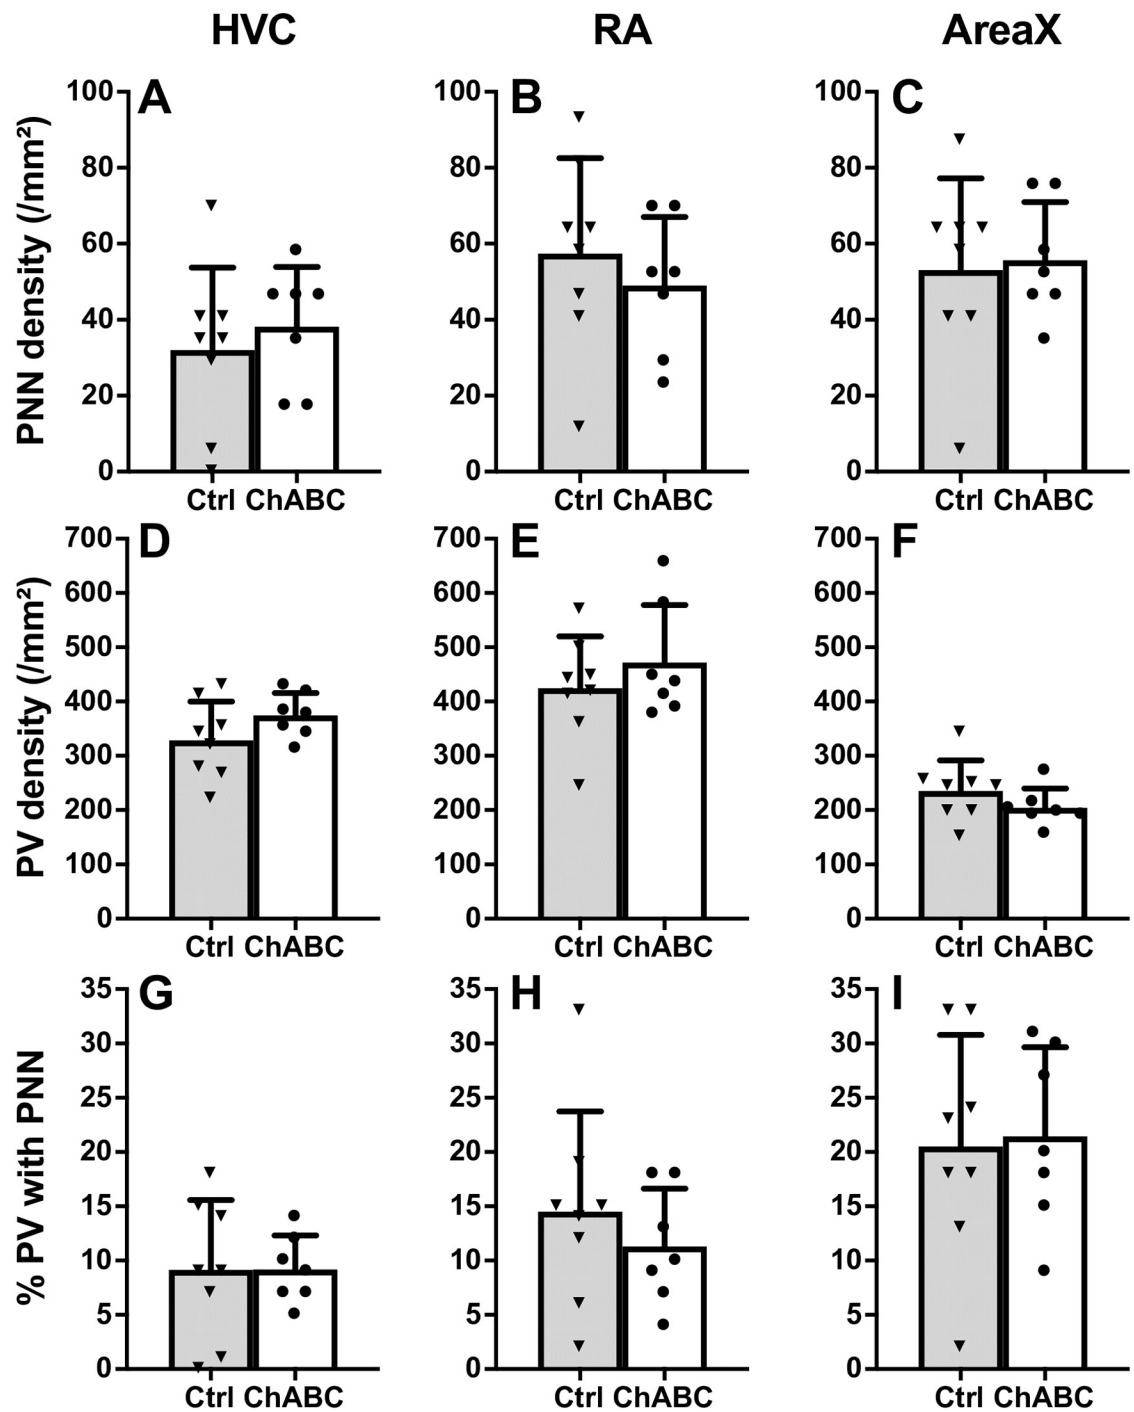 HVC RA AreaX
A B C
PNN density (/mm²)
100 100 100
80 80 80
60 60 60
40 40 40
20 20 20
0 0 0
Ctrl ChABC Ctrl ChABC Ctrl ChABC
D E F
PV density (/mm²)
700 700 700
600 600 600
500 500 500
400 400 400
300 300 300
200 200 200
100 100 100
0 0 0
Ctrl ChABC Ctrl ChABC Ctrl ChABC
G H I
% PV with PNN
35 35 35
30 30 30
25 25 25
20 20 20
15 15 15
10 10 10
5 5 5
0 0 0
Ctrl ChABC Ctrl ChABC Ctrl ChABC